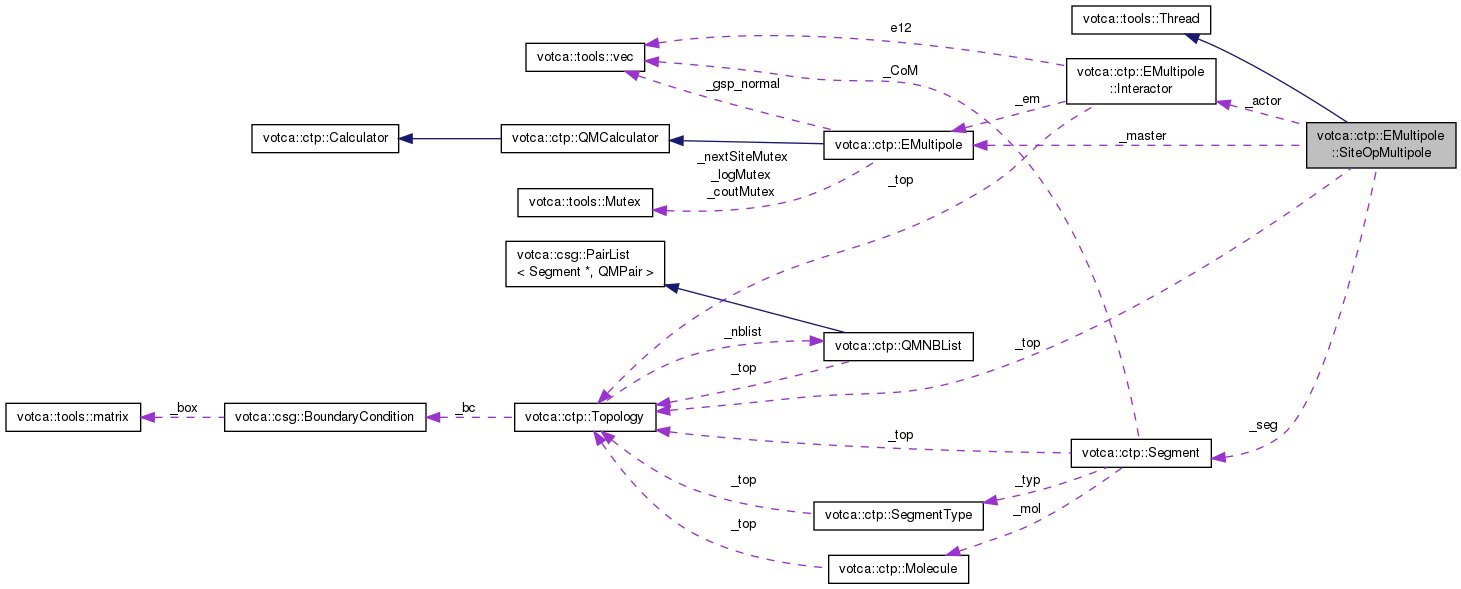 votca::tools::Thread
e12
votca::tools::vec
_CoM
votca::ctp::EMultipole
::Interactor
_gsp_normal
_em
_actor
votca::ctp::Calculator
votca::ctp::QMCalculator
votca::ctp::EMultipole
_master
votca::ctp::EMultipole
::SiteOpMultipole
_nextSiteMutex
_logMutex
_coutMutex
_top
votca::tools::Mutex
votca::csg::PairList
< Segment *, QMPair >
_nblist
votca::ctp::QMNBList
_top
_top
votca::tools::matrix
_box
votca::csg::BoundaryCondition
_bc
votca::ctp::Topology
_top
_seg
votca::ctp::Segment
_top
_typ
votca::ctp::SegmentType
_mol
_top
votca::ctp::Molecule